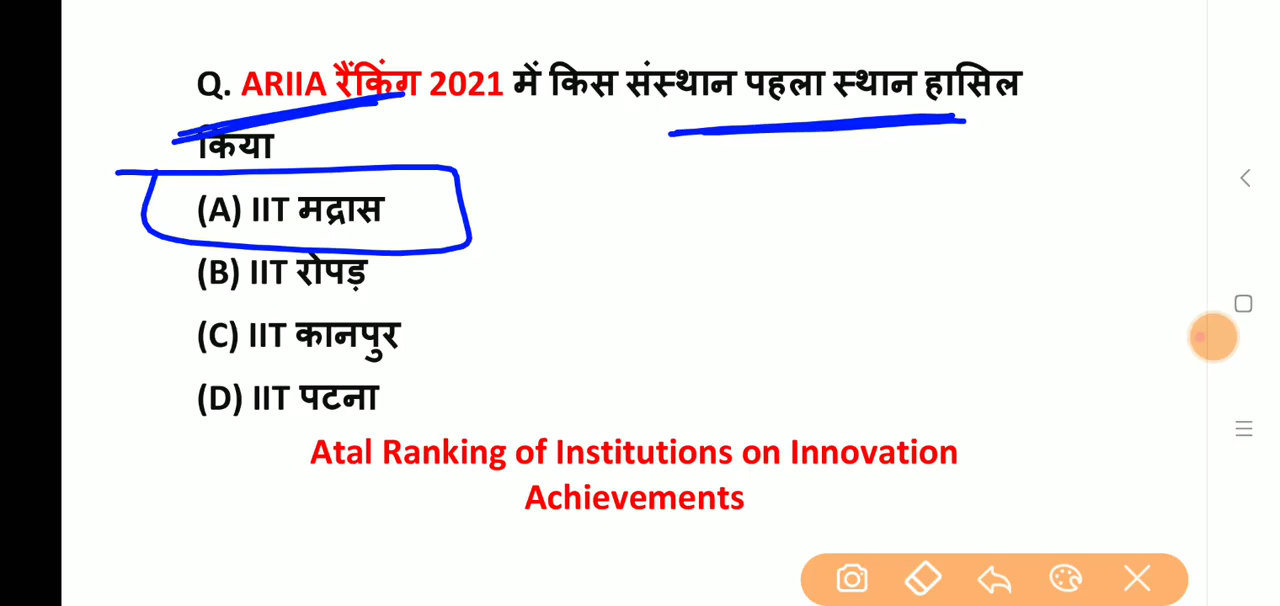 Q. ARIIA रैंकिंग 2021 में किस संस्थान पहला स्थान हासिल
किया
(A) IIT मद्रास
(B) IIT रोपड़
(C) IIT कानपुर
(D) IIT पटना
Atal Ranking of Institutions on Innovation
Achievements